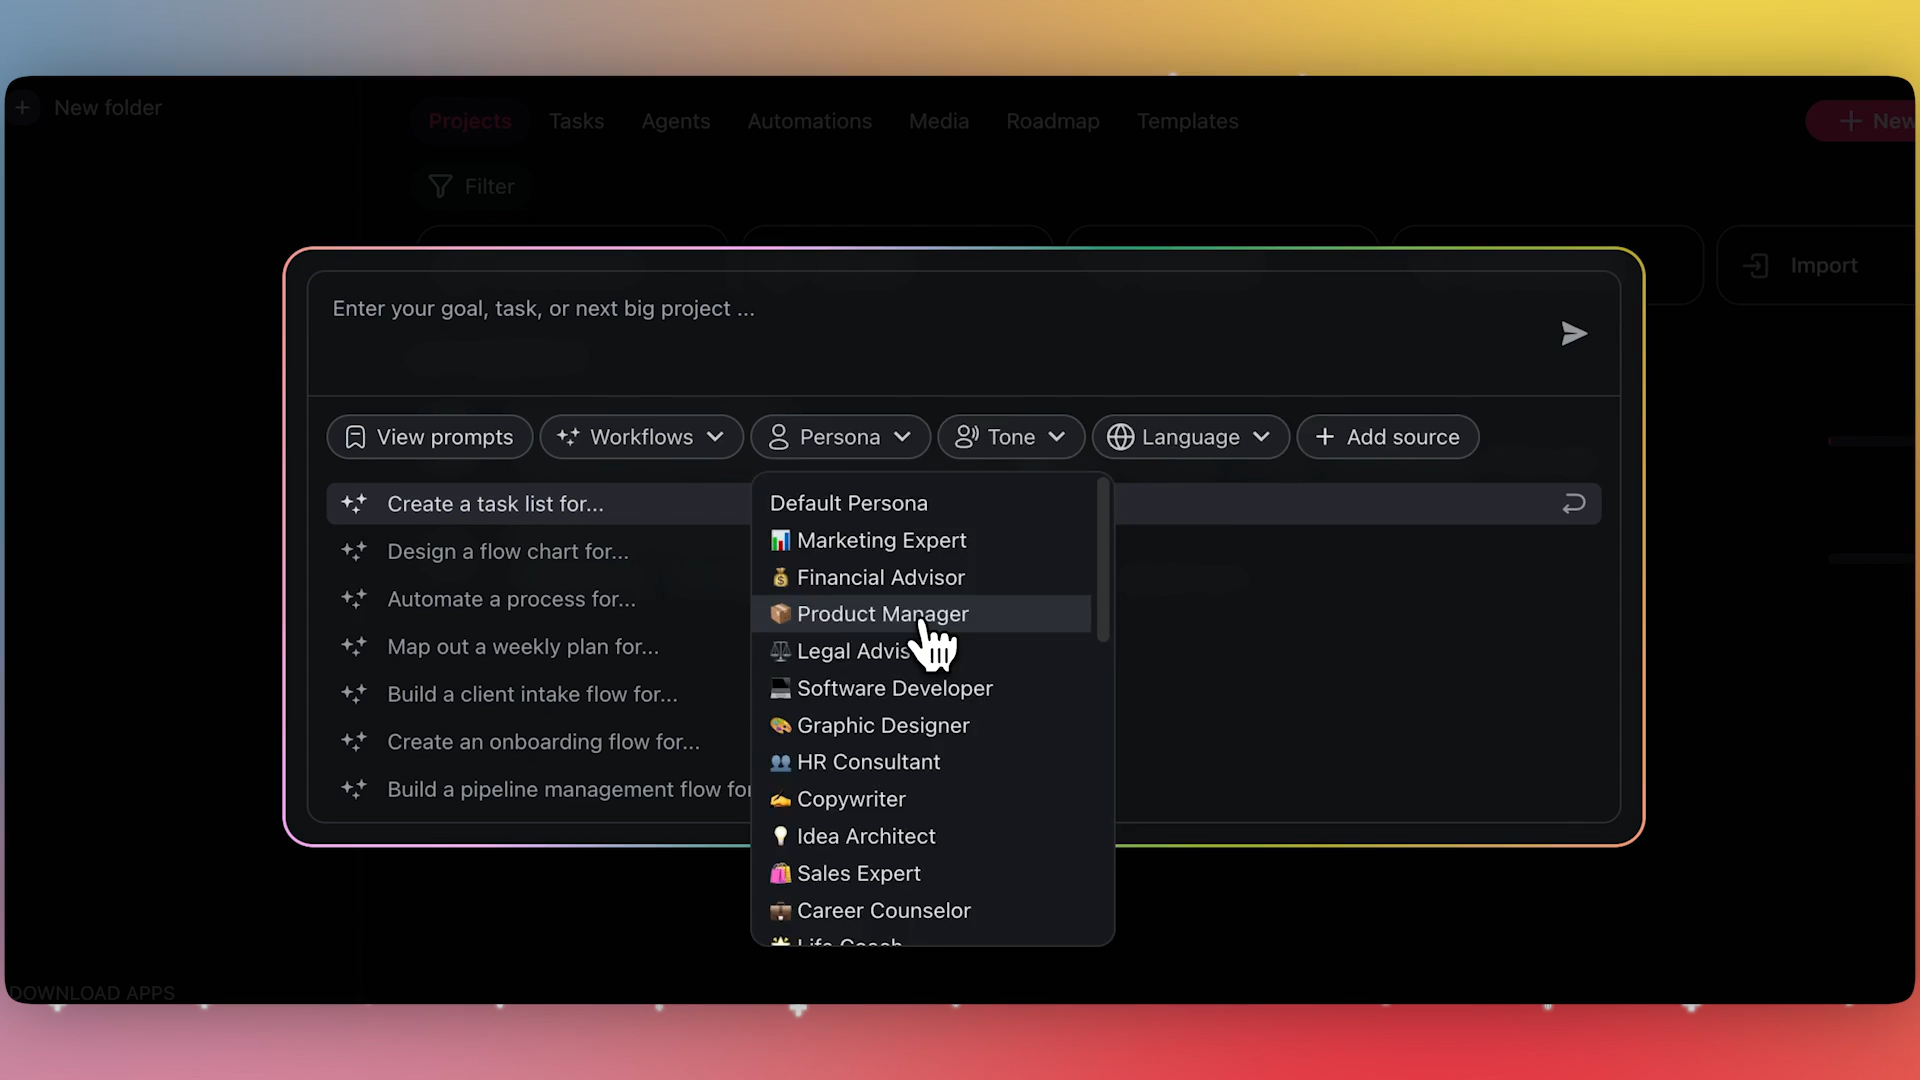 New folder
Projects
Tasks
Agents
Automations
Media
Roadmap
Templates
New
Filter
Import
Enter your goal, task, or next big project ...
View prompts
Workflows
Persona
Tone
Language
Add source
Create a task list for...
Design a flow chart for...
Automate a process for...
Map out a weekly plan for...
Build a client intake flow for...
Create an onboarding flow for...
Build a pipeline management flow for
Default Persona
Marketing Expert
Financial Advisor
Product Manager
Legal Advis
Software Developer
Graphic Designer
HR Consultant
Copywriter
Idea Architect
Sales Expert
Career Counselor
Life Coach
DOWNLOAD APPS